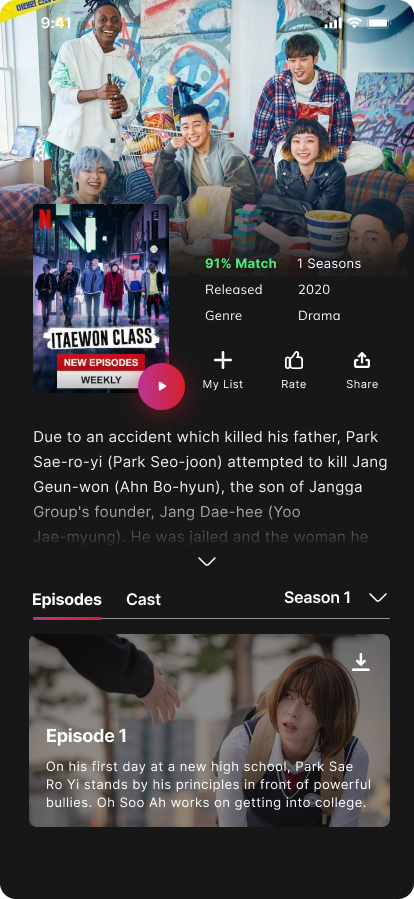 9:41
N
ITAEWON CLASS
NEW EPISODES
WEEKLY
91% Match 1 Seasons
Released 2020
Genre Drama
My List Rate Share
Due to an accident which killed his father, Park
Sae-ro-yi (Park Seo-joon) attempted to kill Jang
Geun-won (Ahn Bo-hyun), the son of Jangga
Group's founder, Jang Dae-hee (Yoo
Jae-myung). He was jailed and the woman he
Episodes Cast Season 1
Episode 1
On his first day at a new high school, Park Sae
Ro Yi stands by his principles in front of powerful
bullies. Oh Soo Ah works on getting into college.